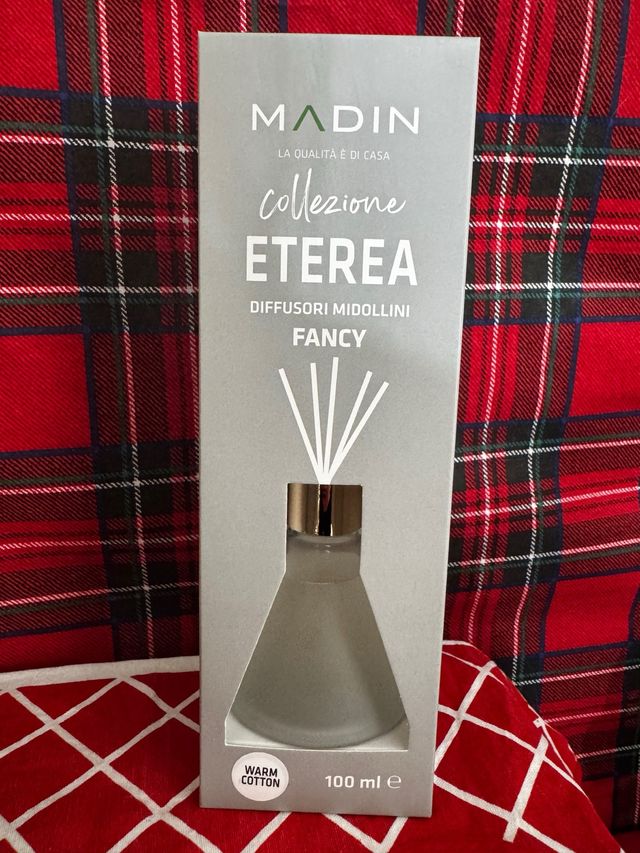 MADIN
LA QUALITÀ È DI CASA
collezione
ETEREA
DIFFUSORI MIDOLLINI
FANCY
WARM
COTTON
100 ml ℮